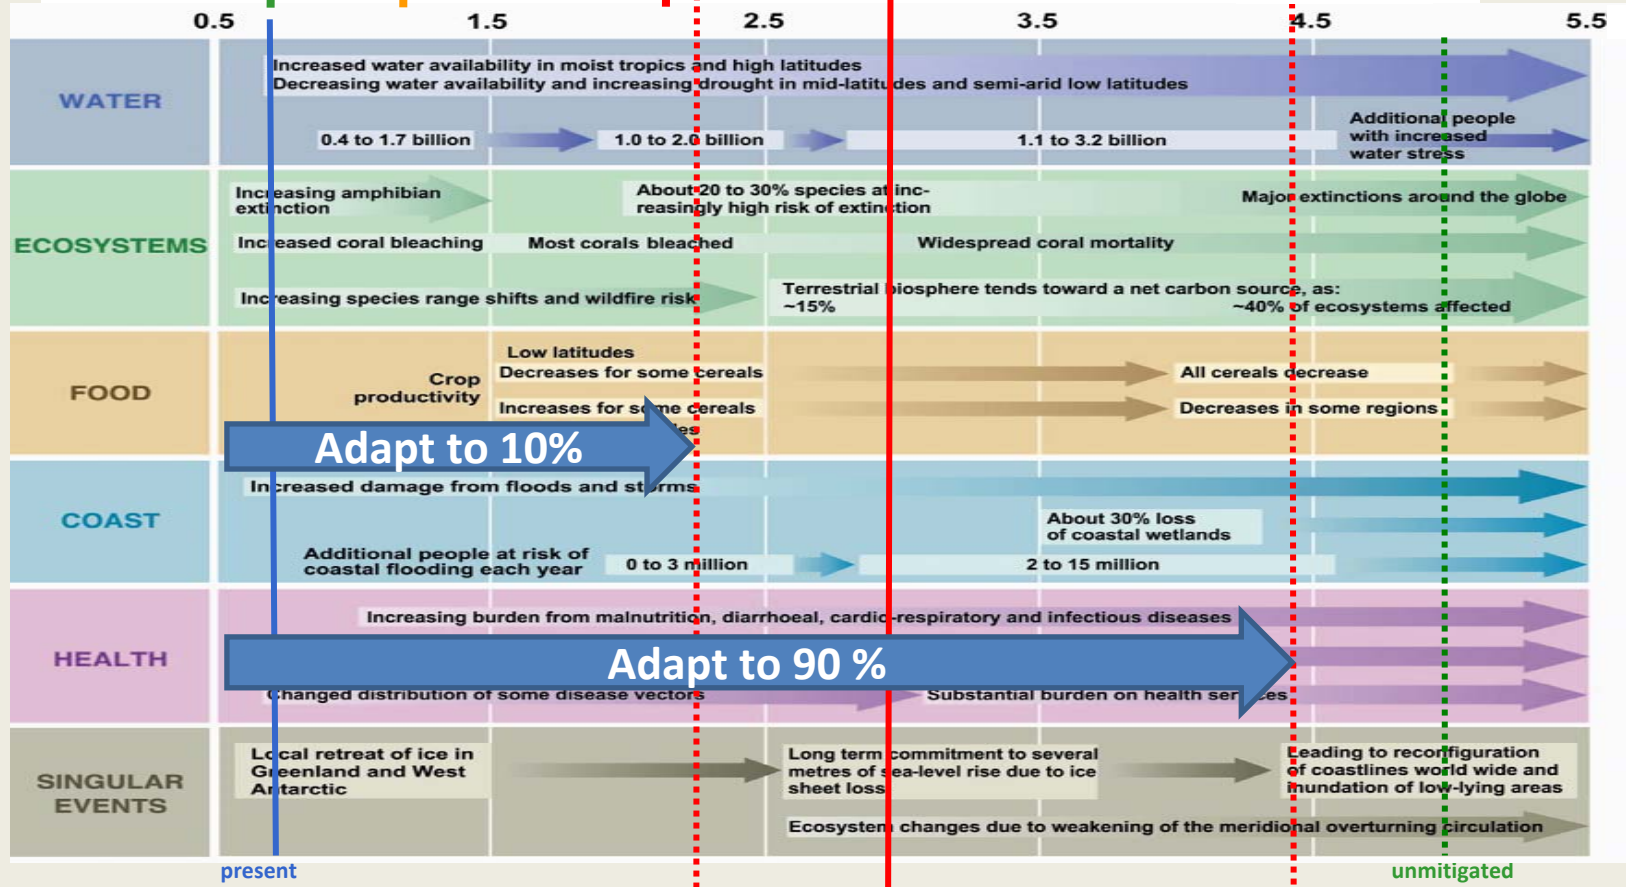 0.5 1.5 2.5 3.5 4.5 5.5
WATER
Increased water availability in moist tropics and high latitudes
Decreasing water availability and increasing drought in mid-latitudes and semi-arid low latitudes
0.4 to 1.7 billion
1.0 to 2.0 billion
1.1 to 3.2 billion
Additional people
with increased
water stress
ECOSYSTEMS
Increasing amphibian
extinction
About 20 to 30% species at inc-
reasingly high risk of extinction
Major extinctions around the globe
Increased coral bleaching
Most corals bleached
Widespread coral mortality
Increasing species range shifts and wildfire risk
Terrestrial biosphere tends toward a net carbon source, as:
~15%
~40% of ecosystems affected
FOOD
Crop
productivity
Low latitudes
Decreases for some cereals
All cereals decrease
Increases for some cereals
Decreases in some regions
Adapt to 10%
COAST
Increased damage from floods and storms
About 30% loss
of coastal wetlands
Additional people at risk of
coastal flooding each year
0 to 3 million
2 to 15 million
HEALTH
Increasing burden from malnutrition, diarrhoeal, cardio-respiratory and infectious diseases
Adapt to 90 %
Changed distribution of some disease vectors
Substantial burden on health services
SINGULAR
EVENTS
Local retreat of ice in
Greenland and West
Antarctic
Long term commitment to several
metres of sea-level rise due to ice
sheet loss
Leading to reconfiguration
of coastlines world wide and
inundation of low-lying areas
Ecosystem changes due to weakening of the meridional overturning circulation
present
unmitigated